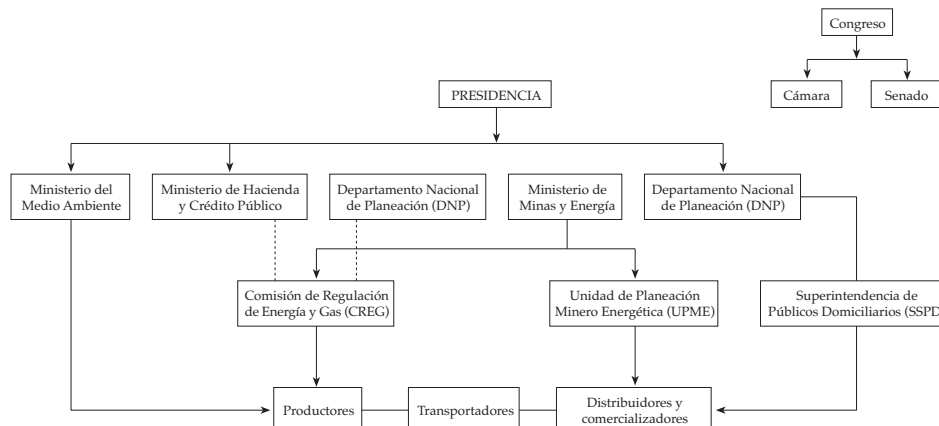 Congreso
Cámara
Senado
PRESIDENCIA
Ministerio del
Medio Ambiente
Ministerio de Hacienda
y Crédito Público
Departamento Nacional
de Planeación (DNP)
Ministerio de
Minas y Energía
Departamento Nacional
de Planeación (DNP)
Comisión de Regulación
de Energía y Gas (CREG)
Unidad de Planeación
Minero Energética (UPME)
Superintendencia de
Públicos Domiciliarios (SSPD
Productores
Transportadores
Distribuidores y
comercializadores